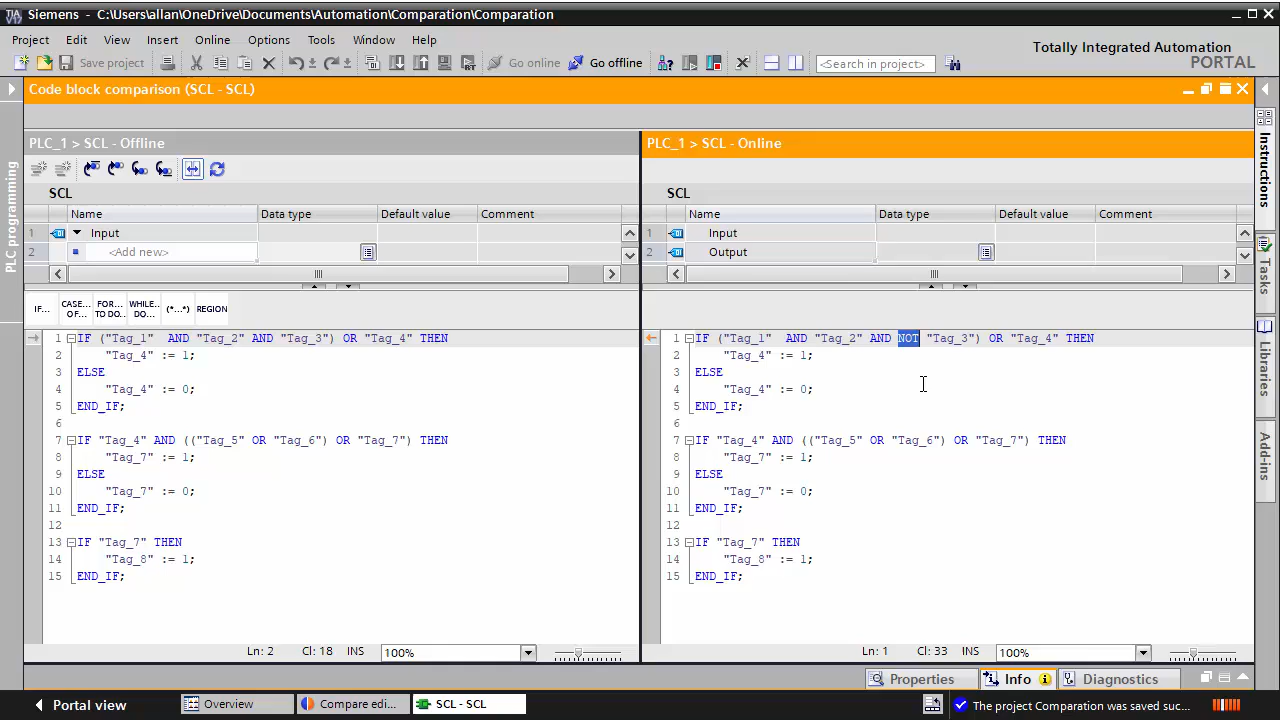 Siemens - C:\Users\allan\OneDrive\Documents\Automation\Comparation\Comparation
Project Edit View Insert Online Options Tools Window Help
Totally Integrated Automation
PORTAL
Save project Go online Go offline <Search in project>
Code block comparison (SCL - SCL)
PLC programming
PLC_1 > SCL - Offline
SCL
Name Data type Default value Comment
1 Input
2 <Add new>
IF... CASE... OF... FOR... TO DO... WHILE... DO... (*...*) REGION
1 IF ("Tag_1"  AND "Tag_2" AND "Tag_3") OR "Tag_4" THEN
2 "Tag_4" := 1;
3 ELSE
4 "Tag_4" := 0;
5 END_IF;
6
7 IF "Tag_4" AND (("Tag_5" OR "Tag_6") OR "Tag_7") THEN
8 "Tag_7" := 1;
9 ELSE
10 "Tag_7" := 0;
11 END_IF;
12
13 IF "Tag_7" THEN
14 "Tag_8" := 1;
15 END_IF;
Ln: 2 Cl: 18 INS 100%
PLC_1 > SCL - Online
SCL
Name Data type Default value Comment
1 Input
2 Output
1 IF ("Tag_1"  AND "Tag_2" AND NOT "Tag_3") OR "Tag_4" THEN
2 "Tag_4" := 1;
3 ELSE
4 "Tag_4" := 0;
5 END_IF;
6
7 IF "Tag_4" AND (("Tag_5" OR "Tag_6") OR "Tag_7") THEN
8 "Tag_7" := 1;
9 ELSE
10 "Tag_7" := 0;
11 END_IF;
12
13 IF "Tag_7" THEN
14 "Tag_8" := 1;
15 END_IF;
Ln: 1 Cl: 33 INS 100%
Instructions
Tasks
Libraries
Add-ins
Properties Info Diagnostics
Portal view Overview Compare edi... SCL - SCL The project Comparation was saved suc...